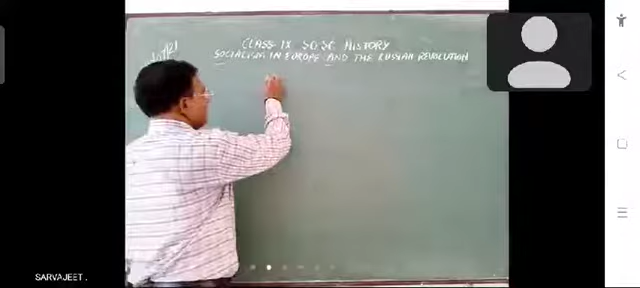 CLASS IX SO SC HISTORY
SOCIALISM IN EUROPE AND THE RUSSIAN REVOLUTION
SARVAJEET .